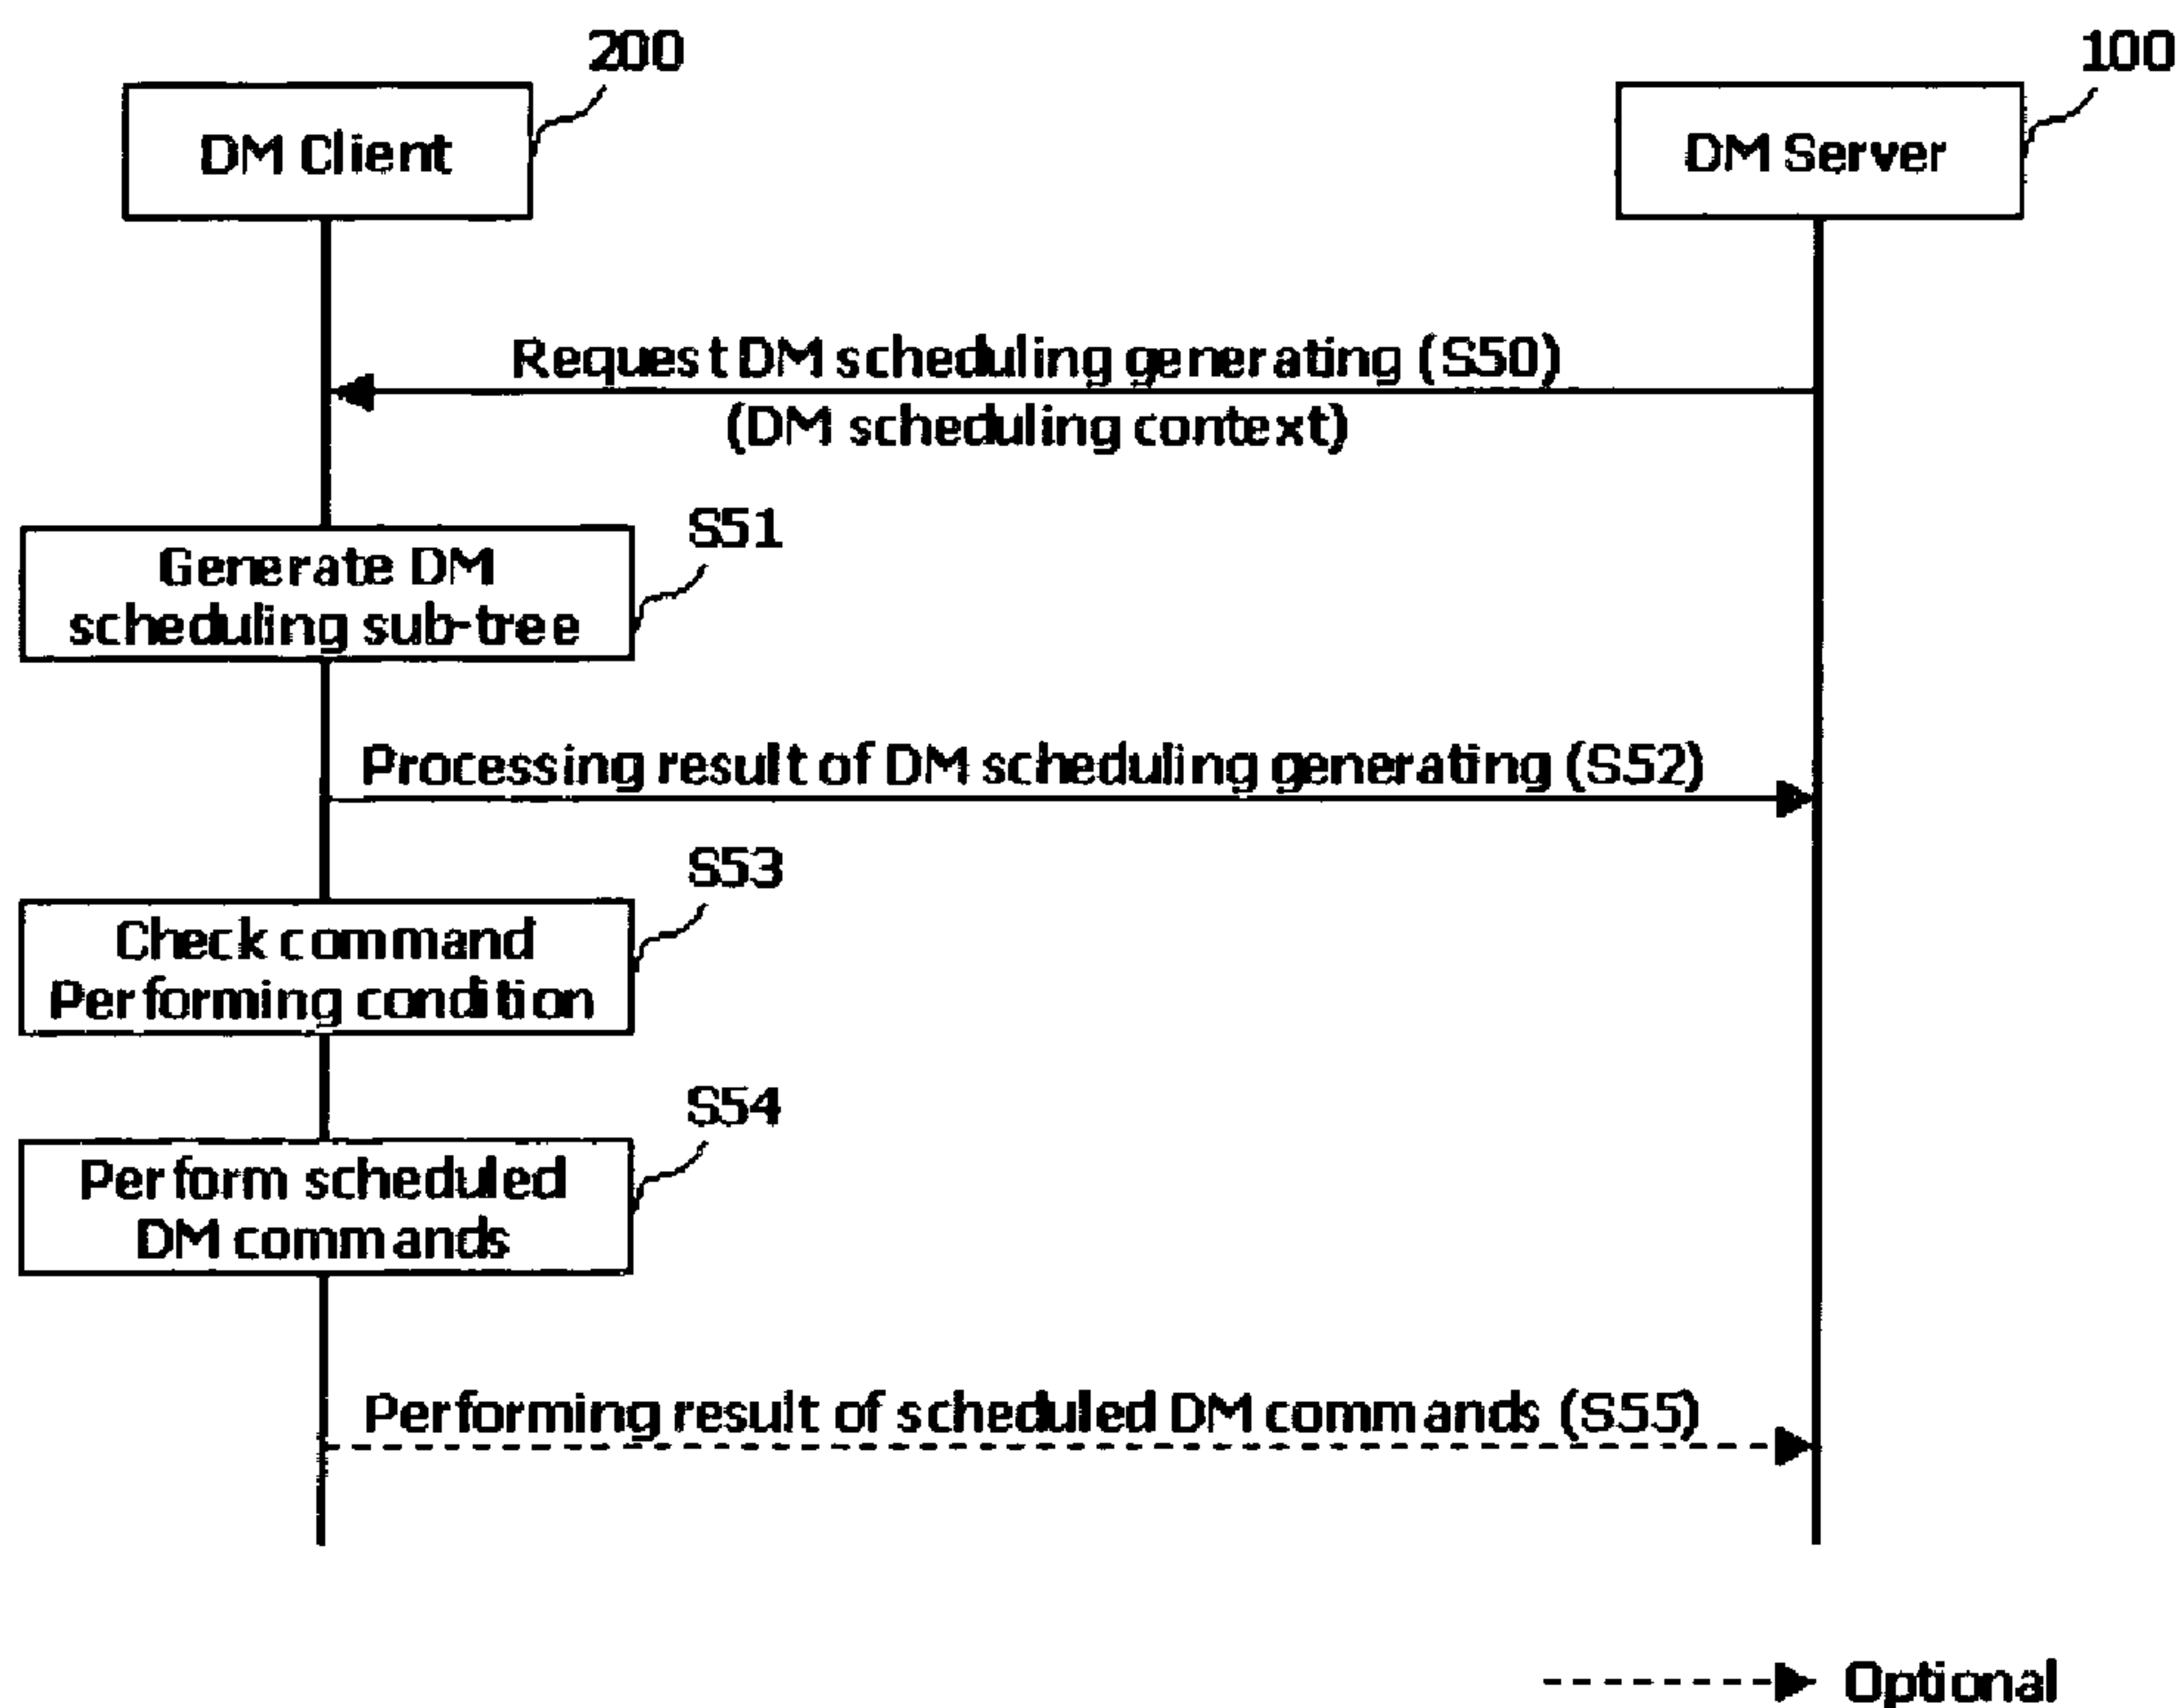 200
100
DM Client
DM Server
Request DM scheduling generating (S50)
(DM scheduling context)
S51
Generate DM
scheduling sub-tree
Processing result of DM scheduling generating (S52)
S53
Check command
Performing condition
S54
Perform scheduled
DM commands
Performing result of scheduled DM commands (S55)
Optional